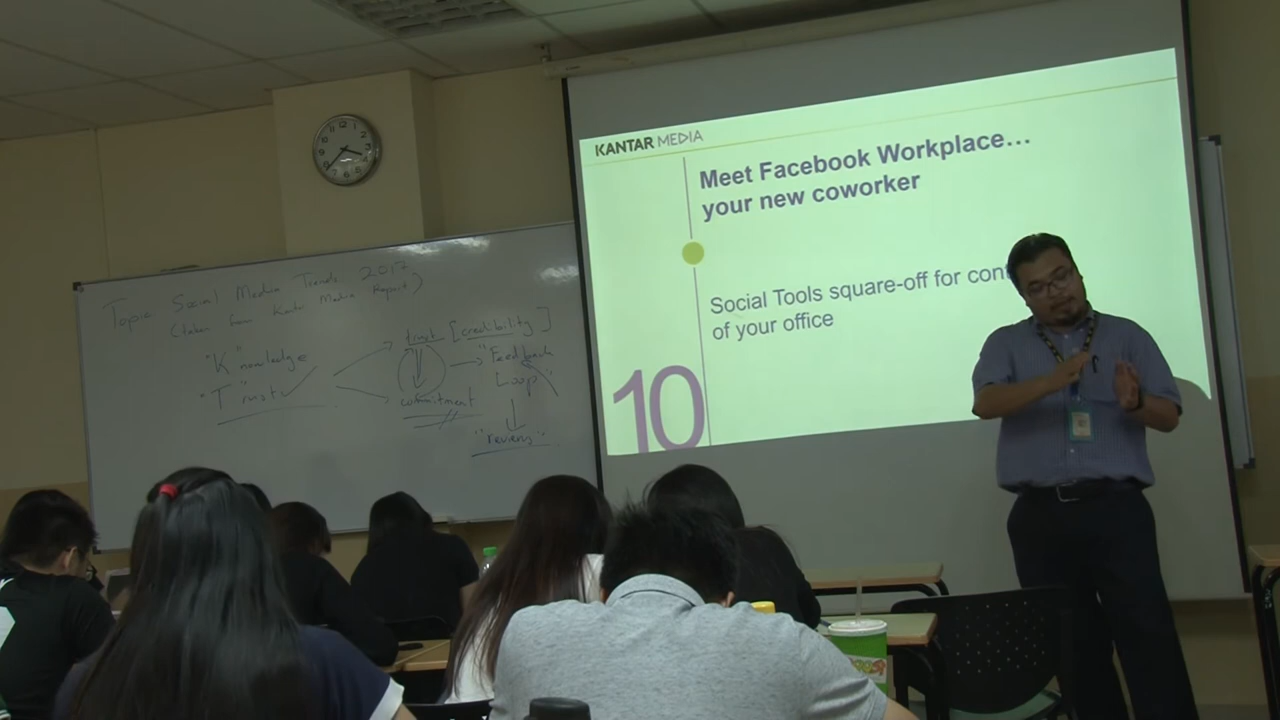 Topic Social Media Trends 2017
(taken from Kantar Media Report)
"K"nowledge
"T"rust
trust [credibility]
commitment
"Feedback
Loop"
"reviews"
KANTAR MEDIA
Meet Facebook Workplace…
your new coworker
Social Tools square-off for con
of your office
10